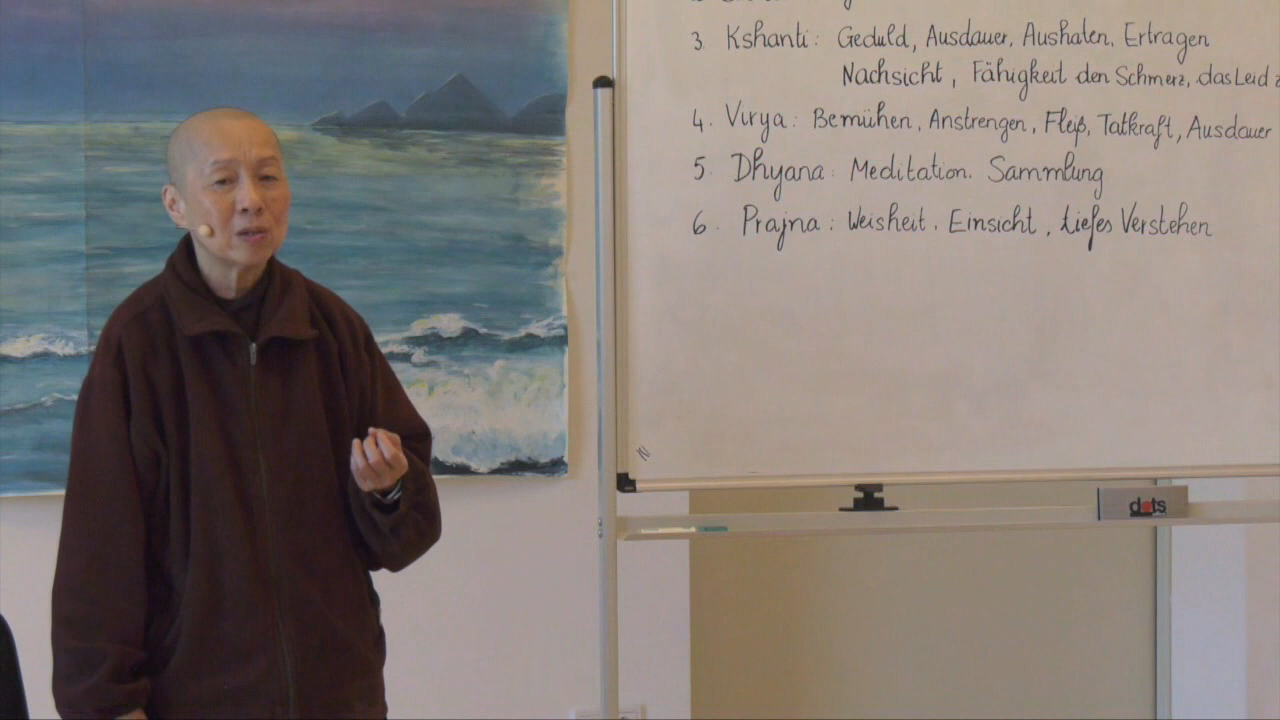 3. Kshanti: Geduld, Ausdauer, Aushalten, Ertragen
Nachsicht, Fähigkeit den Schmerz, das Leid z
4. Virya: Bemühen, Anstrengen, Fleiß, Tatkraft, Ausdauer
5. Dhyana: Meditation. Sammlung
6. Prajna: Weisheit. Einsicht, tiefes Verstehen
dots